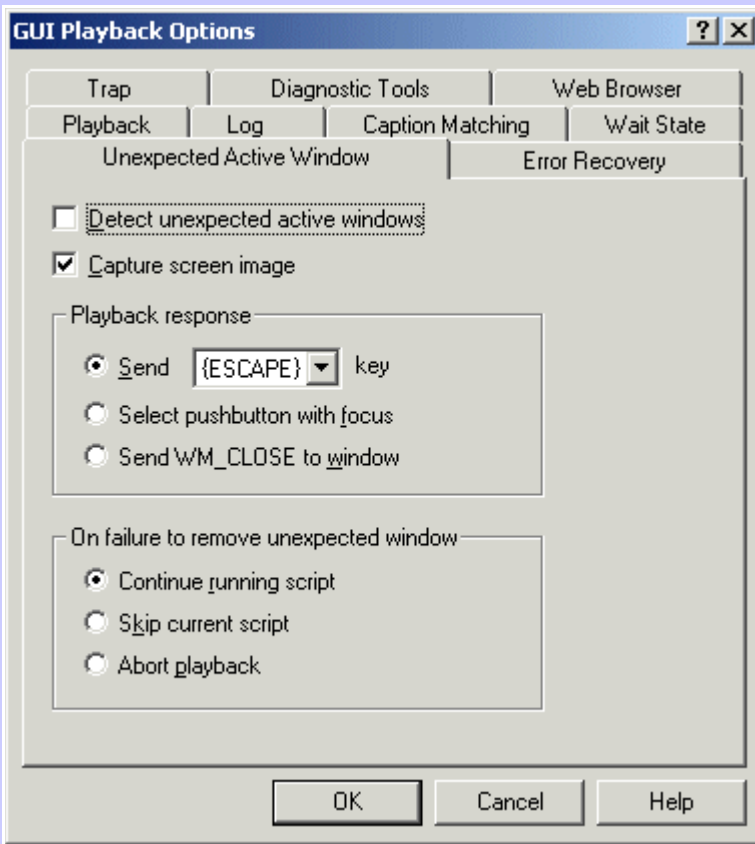 GUI Playback Options
Trap Diagnostic Tools Web Browser
Playback Log Caption Matching Wait State
Unexpected Active Window Error Recovery
Detect unexpected active windows
Capture screen image
Playback response
Send {ESCAPE} key
Select pushbutton with focus
Send WM_CLOSE to window
On failure to remove unexpected window
Continue running script
Skip current script
Abort playback
OK Cancel Help